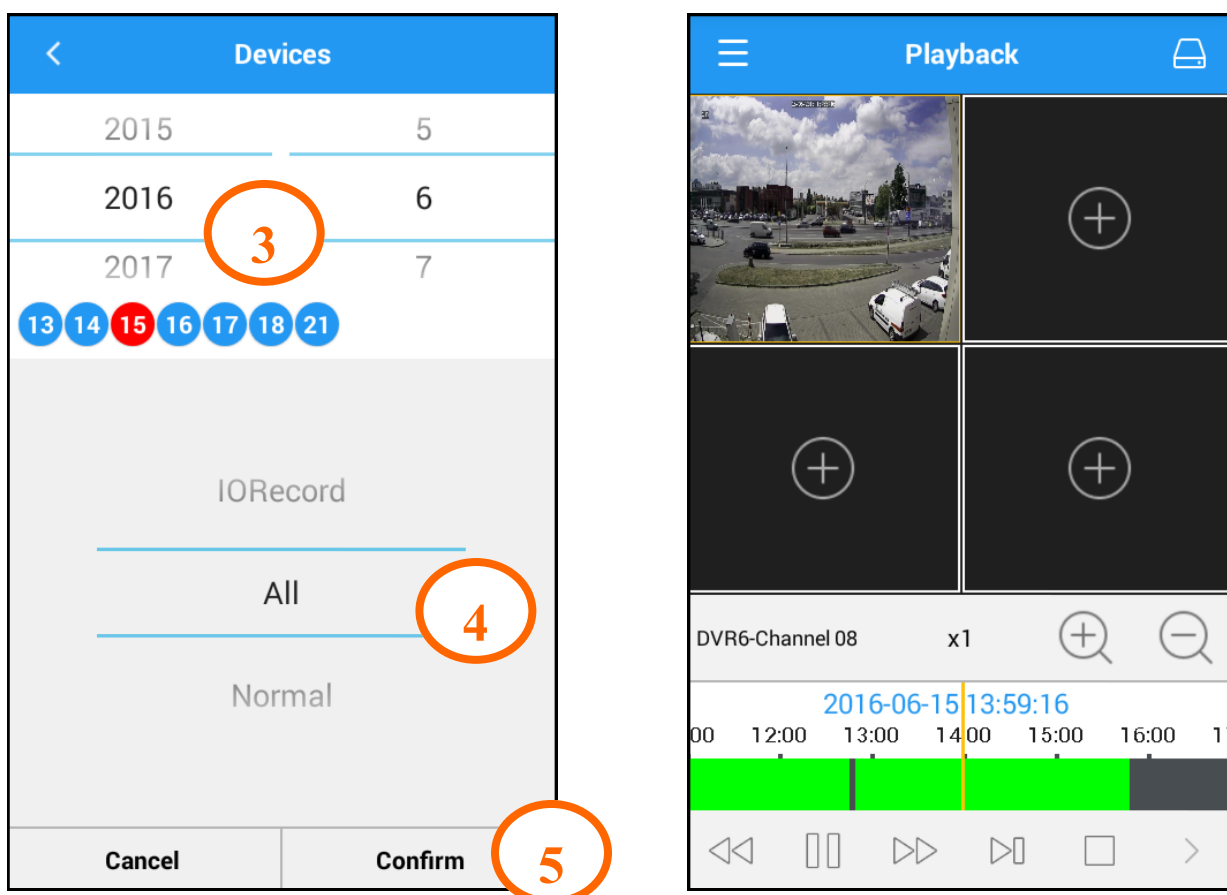 Devices
2015 5
2016 6
3
2017 7
13 14 15 16 17 18 21
IORecord
All
4
Normal
Cancel Confirm
5
Playback
DVR6-Channel 08 x1
2016-06-15 13:59:16
00 12:00 13:00 14:00 15:00 16:00 1